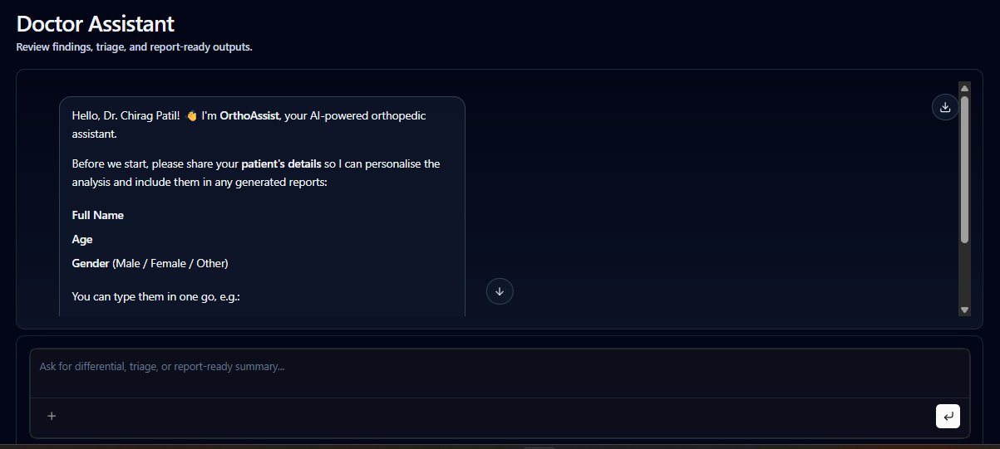 Doctor Assistant
Review findings, triage, and report-ready outputs.
Hello, Dr. Chirag Patil! 👋 I'm OrthoAssist, your AI-powered orthopedic
assistant.
Before we start, please share your patient's details so I can personalise the
analysis and include them in any generated reports:
Full Name
Age
Gender (Male / Female / Other)
You can type them in one go, e.g.:
Ask for differential, triage, or report-ready summary...